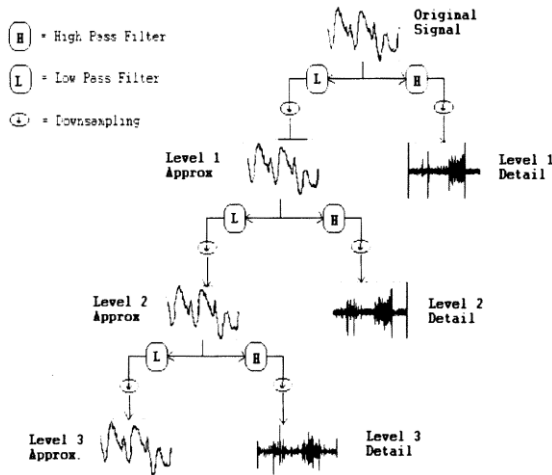 Original
Signal
H = High Pass Filter
L = Low Pass Filter
↓ = Downsampling
L
H
↓
↓
Level 1
Approx
Level 1
Detail
L
H
↓
↓
Level 2
Approx
Level 2
Detail
L
H
↓
↓
Level 3
Approx.
Level 3
Detail